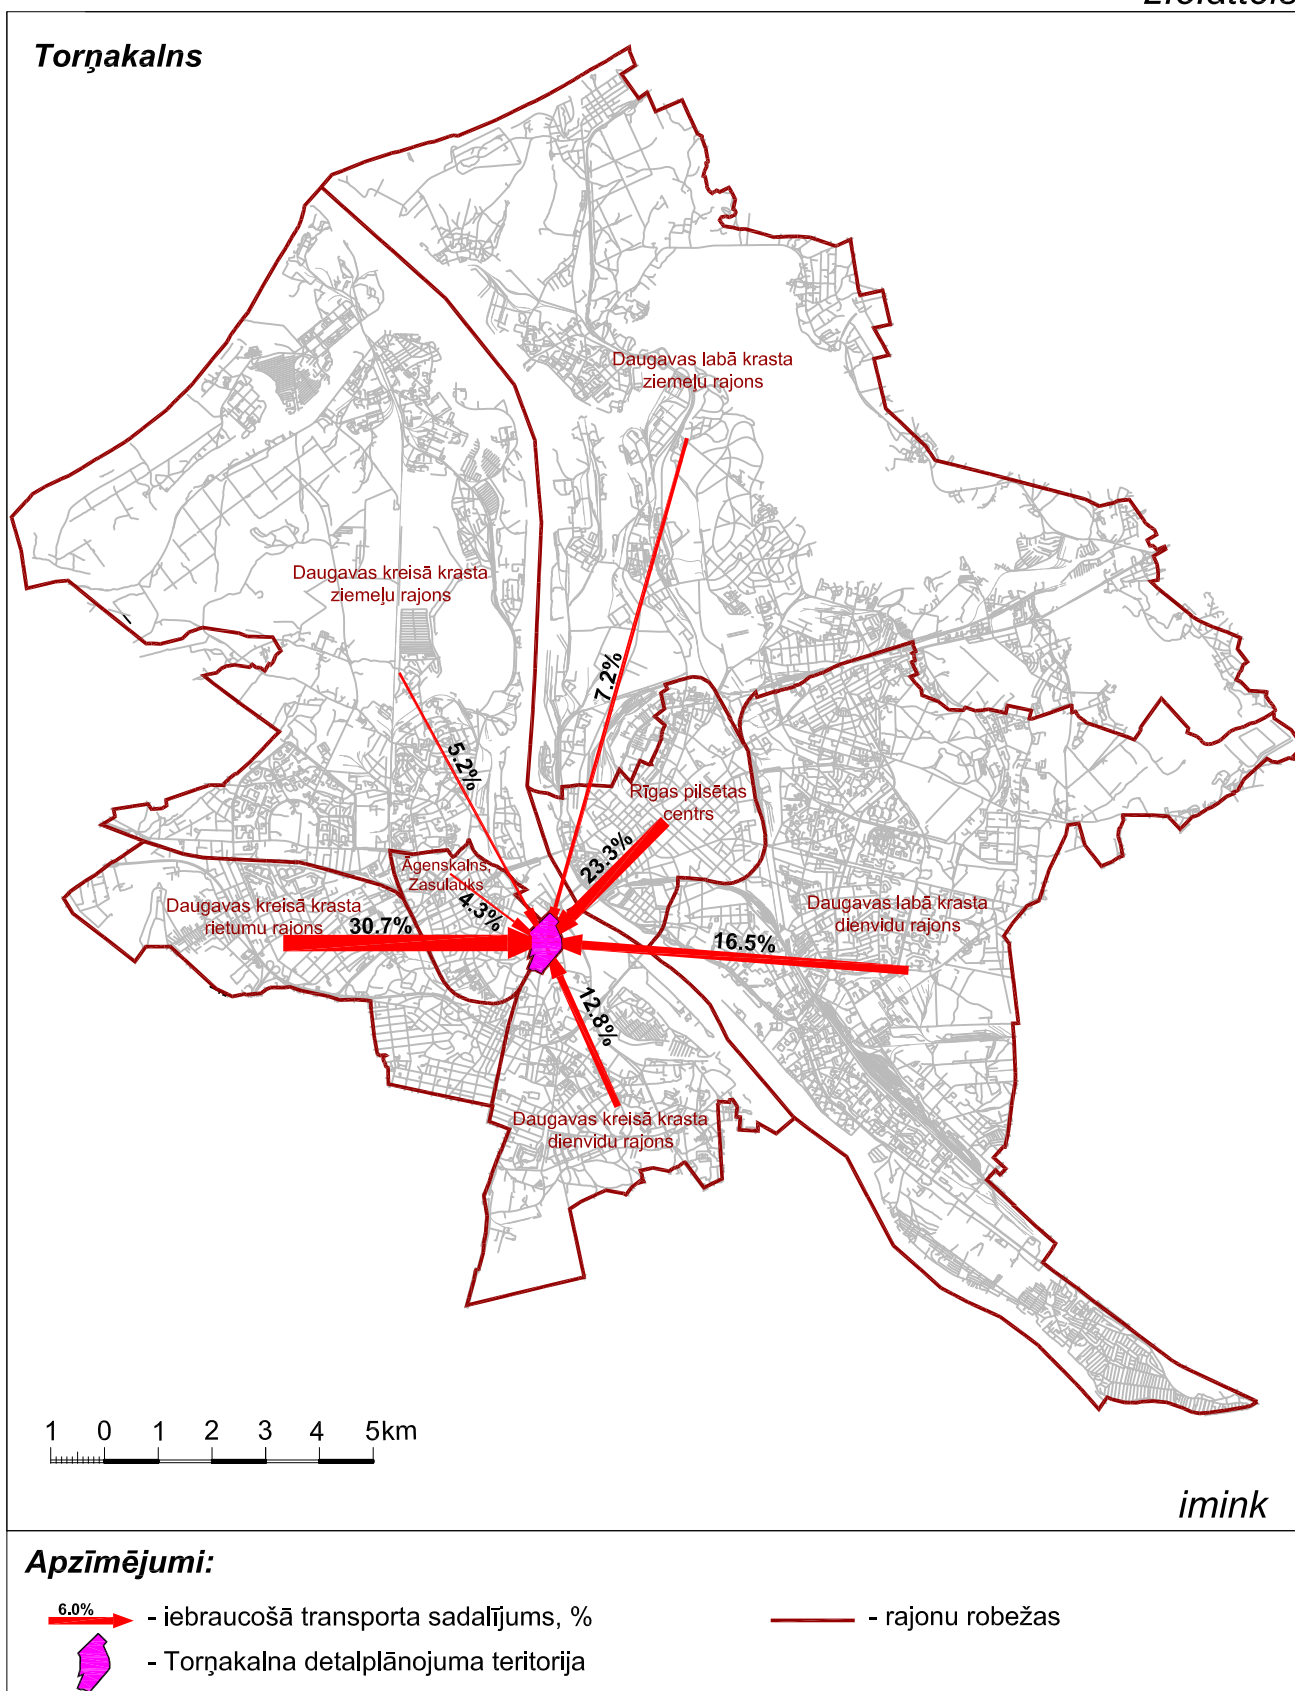 Torņakalns
Daugavas labā krasta
ziemeļu rajons
Daugavas kreisā krasta
ziemeļu rajons
7.2%
5.2%
Rīgas pilsētas
centrs
23.3%
Āgenskalns,
Zasulauks
4.3%
Daugavas kreisā krasta
rietumu rajons
30.7%
Daugavas labā krasta
dienvidu rajons
16.5%
12.8%
Daugavas kreisā krasta
dienvidu rajons
1 0 1 2 3 4 5km
imink
Apzīmējumi:
6.0%
- iebraucošā transporta sadalījums, %
- rajonu robežas
- Torņakalna detalplānojuma teritorija